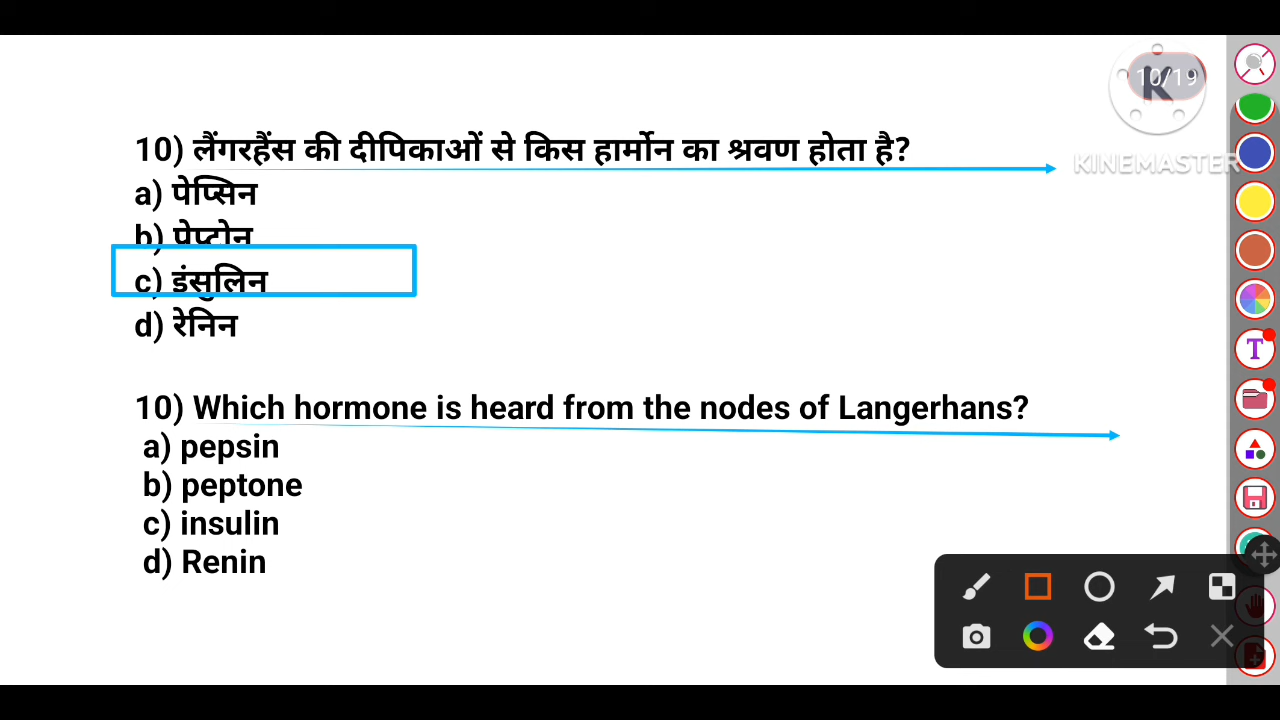 10/19
K
KINEMASTER
10) लैंगरहैंस की दीपिकाओं से किस हार्मोन का श्रवण होता है?
a) पेप्सिन
b) पेप्टोन
c) इंसुलिन
d) रेनिन
10) Which hormone is heard from the nodes of Langerhans?
a) pepsin
b) peptone
c) insulin
d) Renin
T